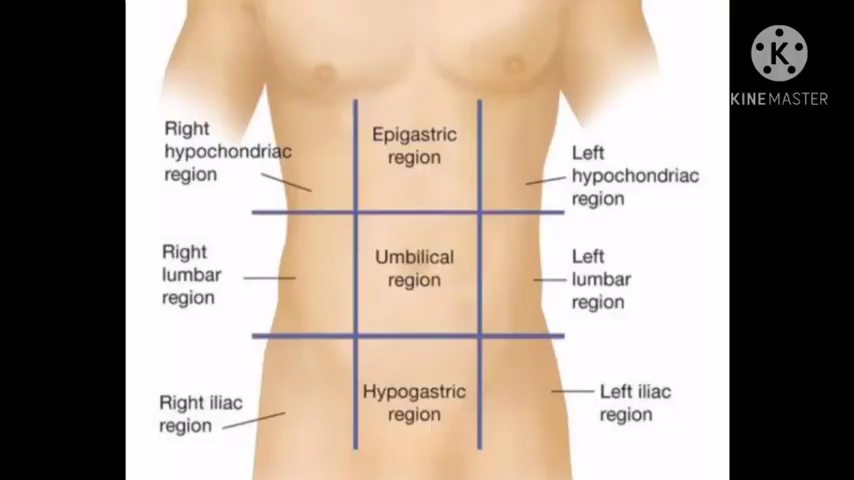 Right
hypochondriac
region
Epigastric
region
Left
hypochondriac
region
Right
lumbar
region
Umbilical
region
Left
lumbar
region
Right iliac
region
Hypogastric
region
Left iliac
region
K
KINEMASTER